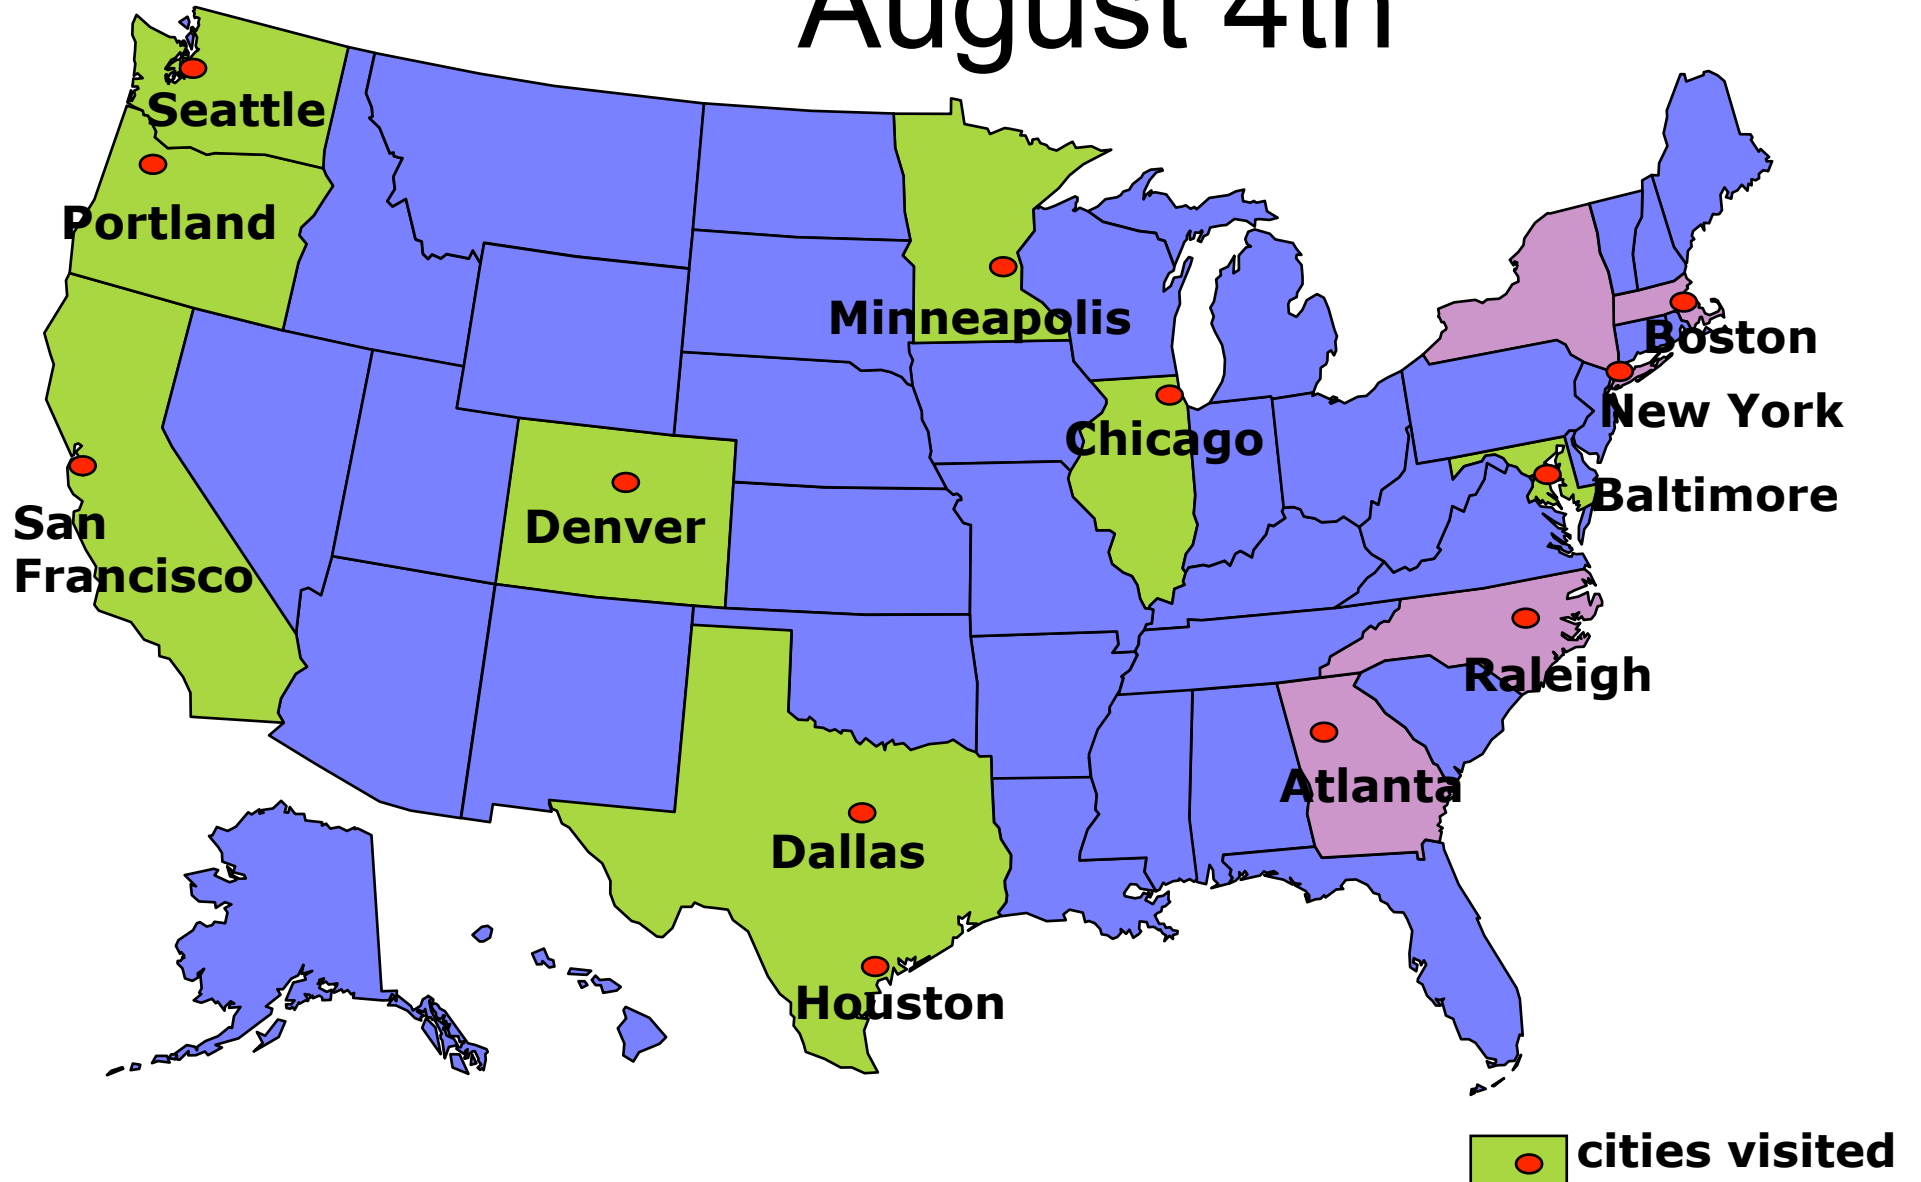 August 4th
Seattle
Portland
Minneapolis
Boston
New York
Chicago
Baltimore
San
Francisco
Denver
Raleigh
Atlanta
Dallas
Houston
cities visited